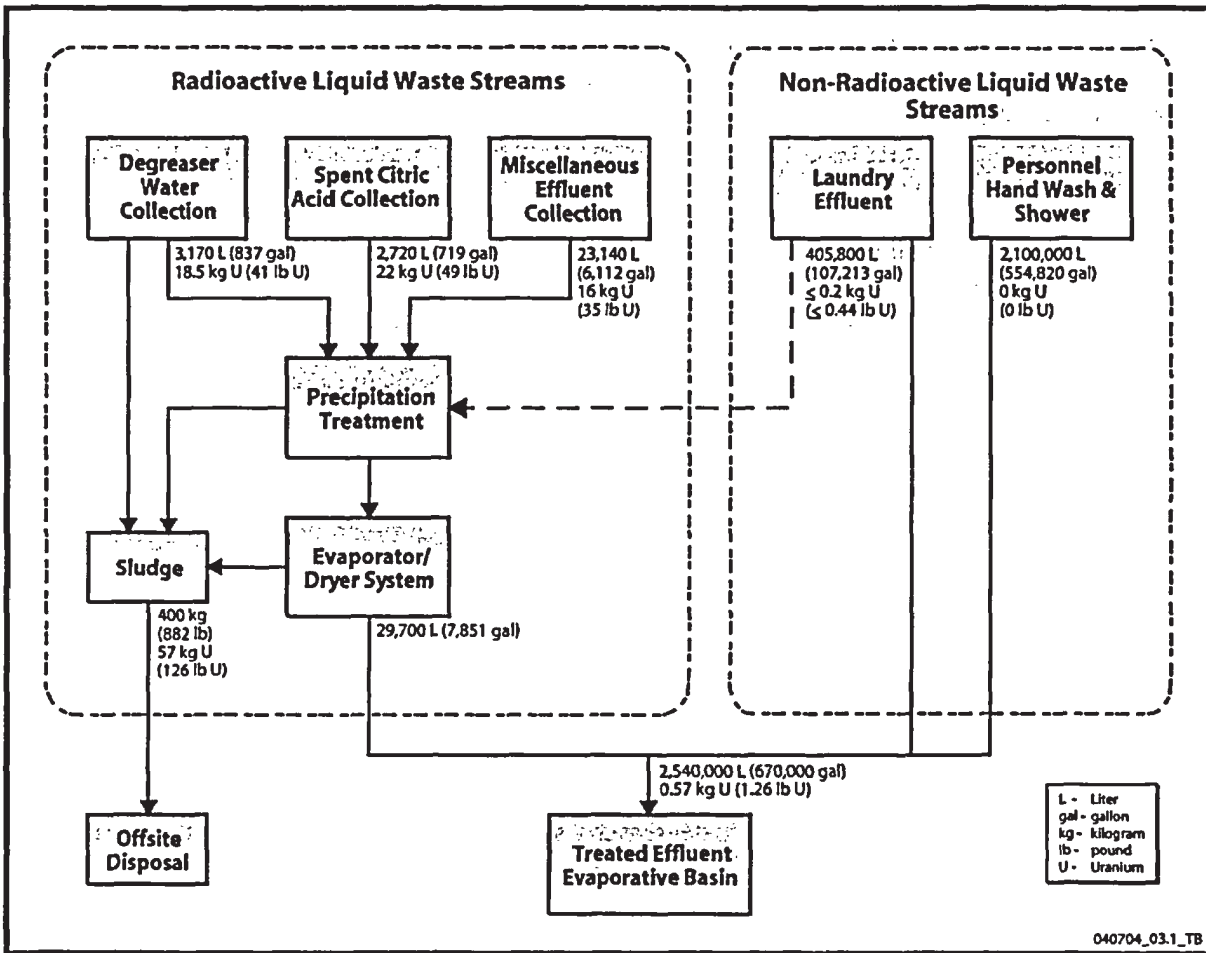 Radioactive Liquid Waste Streams
Non-Radioactive Liquid Waste
Streams
Degreaser
Water
Collection
Spent Citric
Acid Collection
Miscellaneous
Effluent
Collection
Laundry
Effluent
Personnel
Hand Wash &
Shower
3,170 L (837 gal)
18.5 kg U (41 lb U)
2,720 L (719 gal)
22 kg U (49 lb U)
23,140 L
(6,112 gal)
16 kg U
(35 lb U)
405,800 L
(107,213 gal)
≤ 0.2 kg U
(≤ 0.44 lb U)
2,100,000 L
(554,820 gal)
0 kg U
(0 lb U)
Precipitation
Treatment
Sludge
Evaporator/
Dryer System
400 kg
(882 lb)
57 kg U
(126 lb U)
29,700 L (7,851 gal)
2,540,000 L (670,000 gal)
0.57 kg U (1.26 lb U)
Offsite
Disposal
Treated Effluent
Evaporative Basin
L - Liter
gal - gallon
kg - kilogram
lb - pound
U - Uranium
040704_03.1_TB